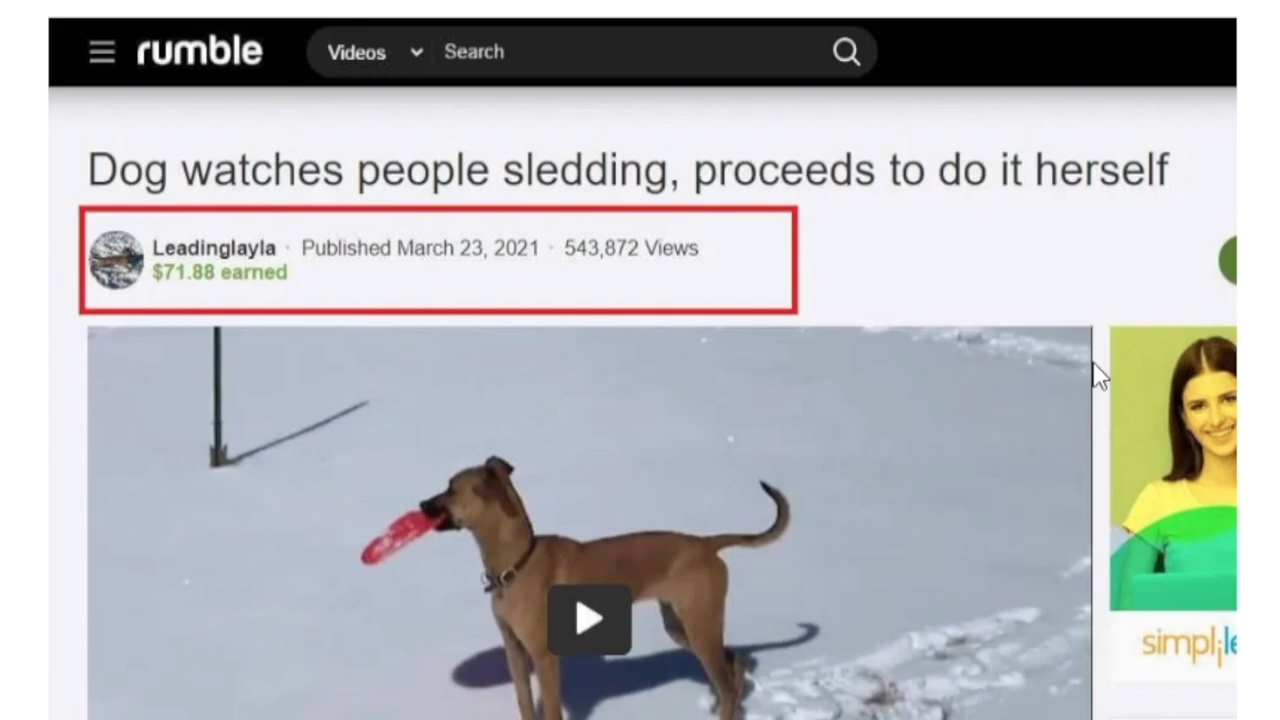 rumble
Videos
Search
Dog watches people sledding, proceeds to do it herself
Leadinglayla · Published March 23, 2021 · 543,872 Views
$71.88 earned
simplile